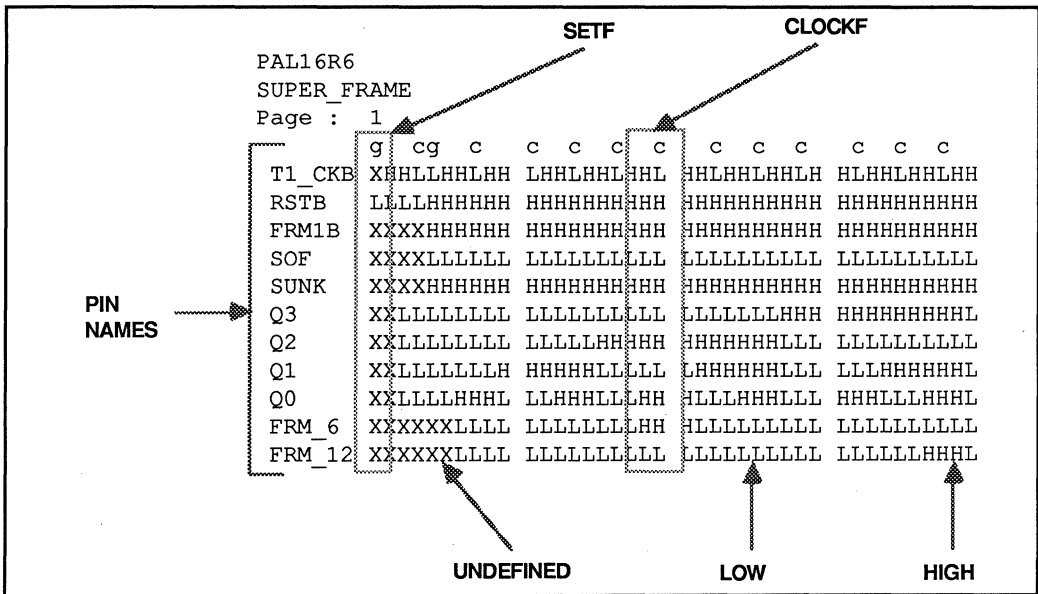 SETF
CLOCKF
PAL16R6
SUPER_FRAME
Page : 1
g cg c c c c c c c c c c c
T1_CKB XHHLLHHLHH LHHLHHLHHL HHLHHLHHLH HLHHLHHLHH
RSTB LLLLHHHHHH HHHHHHHHHH HHHHHHHHHH HHHHHHHHHH
FRM1B XXXXHHHHHH HHHHHHHHHH HHHHHHHHHH HHHHHHHHHH
SOF XXXXLLLLLL LLLLLLLLLL LLLLLLLLLL LLLLLLLLLL
SUNK XXXXHHHHHH HHHHHHHHHH HHHHHHHHHH HHHHHHHHHH
Q3 XXLLLLLLLL LLLLLLLLLL LLLLLLLHHH HHHHHHHHHL
Q2 XXLLLLLLLL LLLLLHHHHH HHHHHHHLLL LLLLLLLLLL
Q1 XXLLLLLLLH HHHHHLLLLL LHHHHHHLLL LLLHHHHHHL
Q0 XXLLLLHHHL LLHHHLLLHH HLLLHHHLLL HHHLLLHHHL
FRM_6 XXXXXXLLLL LLLLLLLLHH HLLLLLLLLL LLLLLLLLLL
FRM_12 XXXXXXLLLL LLLLLLLLLL LLLLLLLLLL LLLLLLHHHL
PIN
NAMES
UNDEFINED
LOW
HIGH